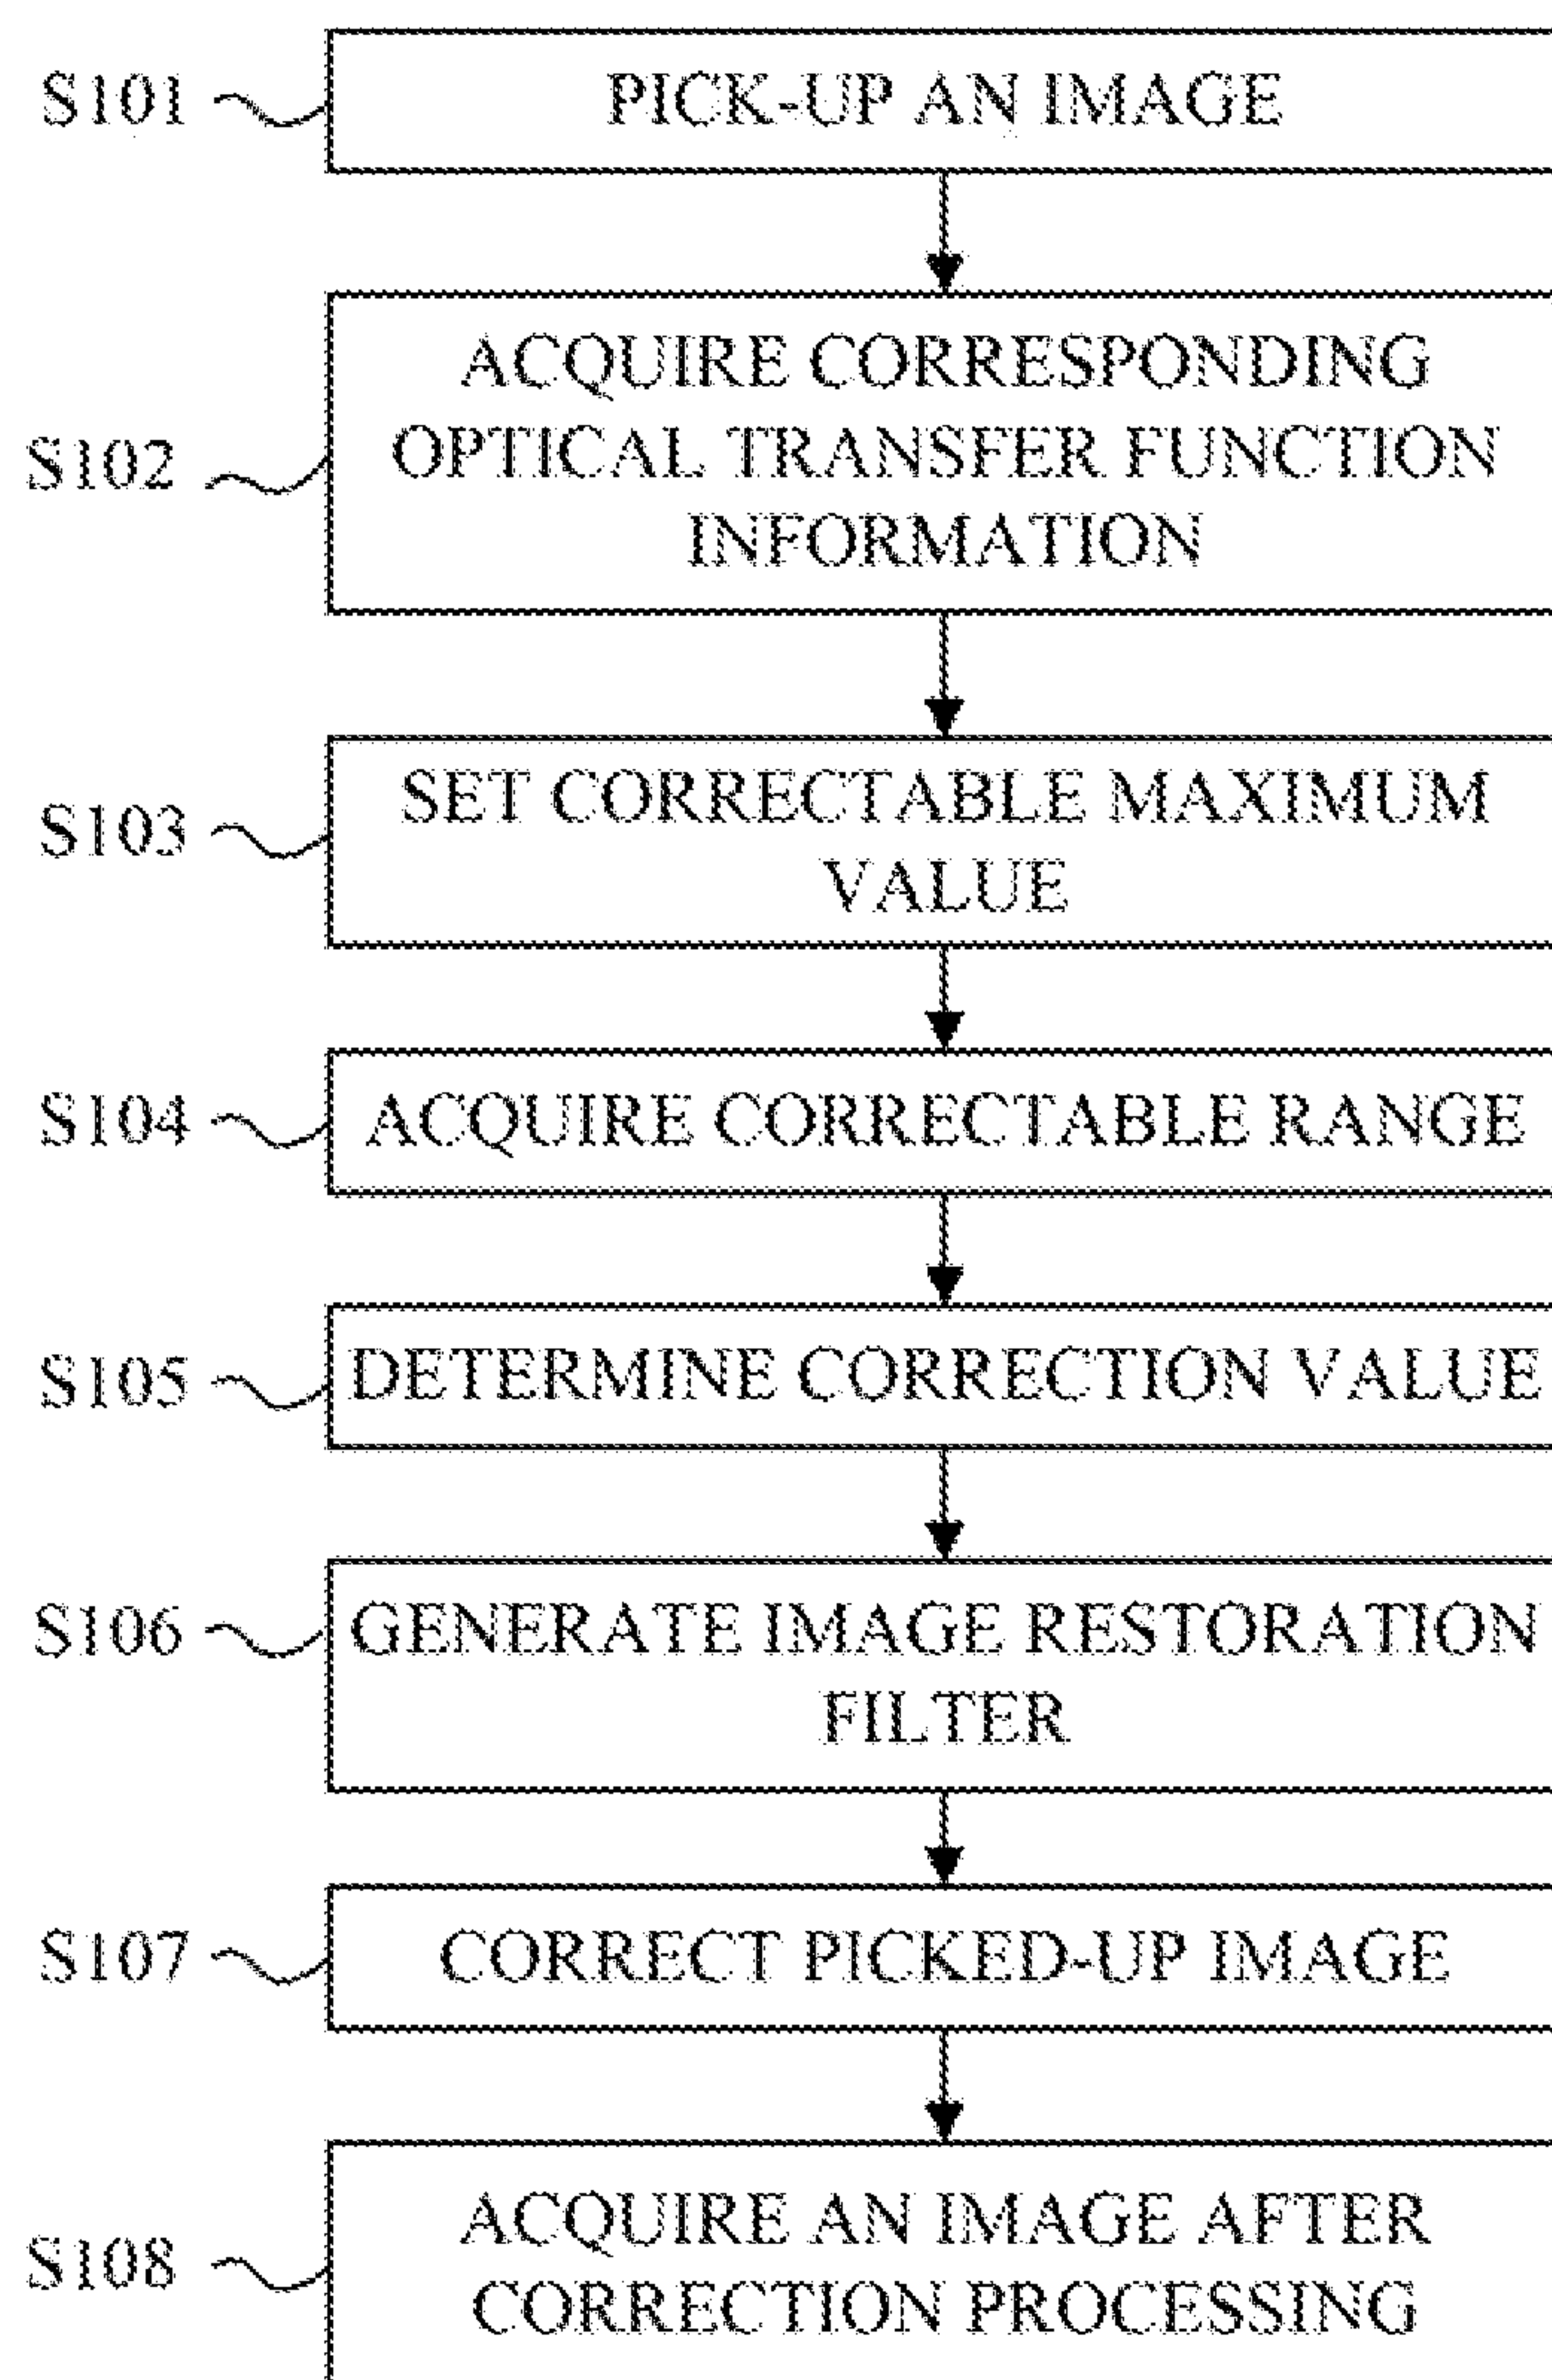 S101
PICK-UP AN IMAGE
S102
ACQUIRE CORRESPONDING
OPTICAL TRANSFER FUNCTION
INFORMATION
S103
SET CORRECTABLE MAXIMUM
VALUE
S104
ACQUIRE CORRECTABLE RANGE
S105
DETERMINE CORRECTION VALUE
S106
GENERATE IMAGE RESTORATION
FILTER
S107
CORRECT PICKED-UP IMAGE
S108
ACQUIRE AN IMAGE AFTER
CORRECTION PROCESSING